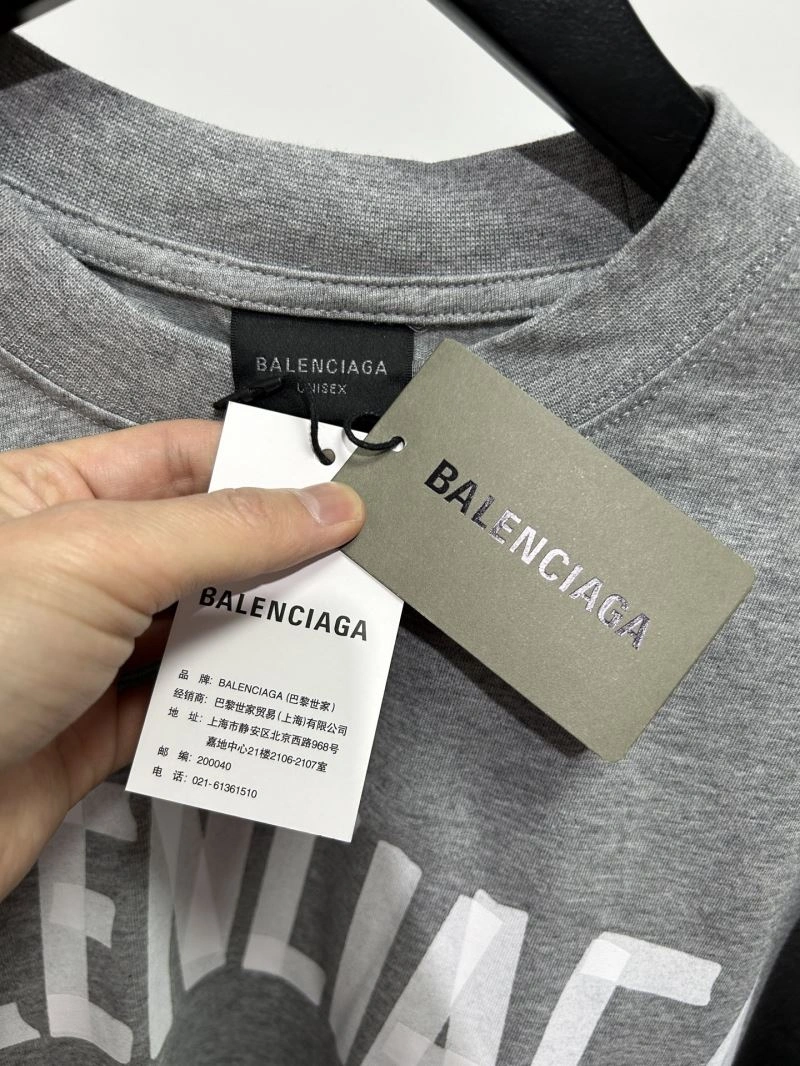 BALENCIAGA
UNISEX
BALENCIAGA
BALENCIAGA
品 牌: BALENCIAGA (巴黎世家)
经销商: 巴黎世家贸易(上海)有限公司
地 址: 上海市静安区北京西路968号
嘉地中心21楼2106-2107室
邮 编: 200040
电 话: 021-61361510
LENCIAGA